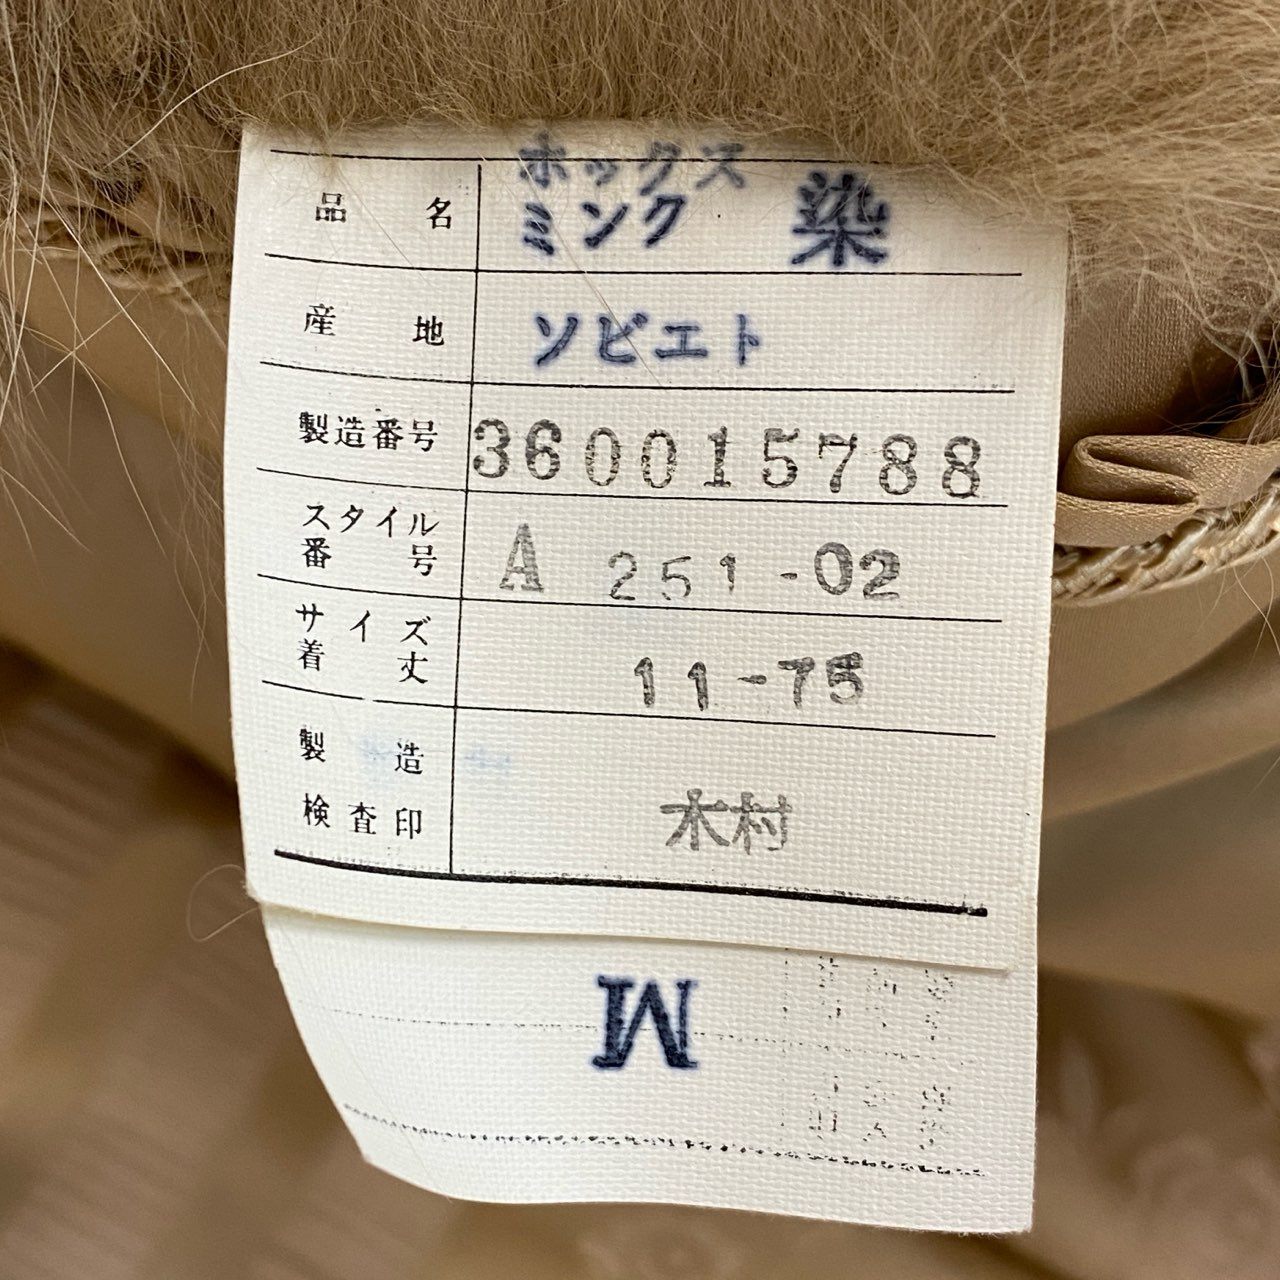 品名 ホックス
ミンク 染
産地 ソビエト
製造番号 360015788
スタイル番号 A 251-02
サイズ着丈 11-75
製造検査印 木村
M